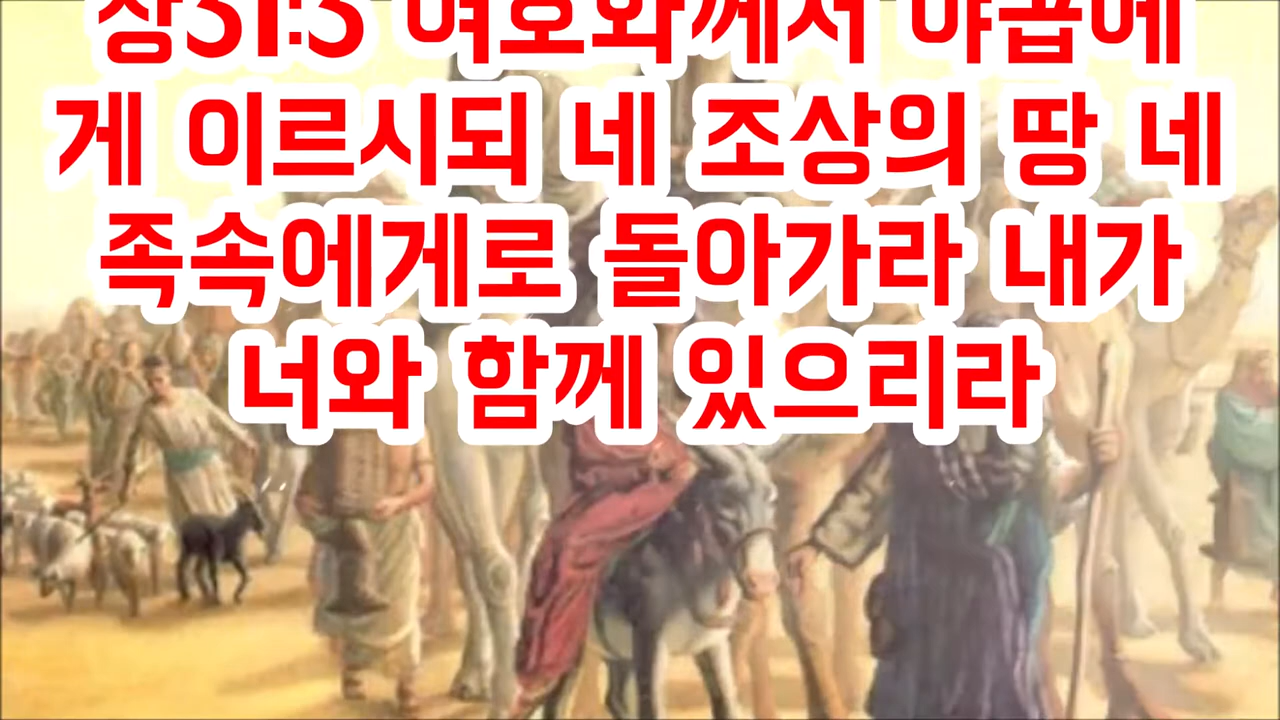 창31:3 여호와께서 야곱에
게 이르시되 네 조상의 땅 네
족속에게로 돌아가라 내가
너와 함께 있으리라